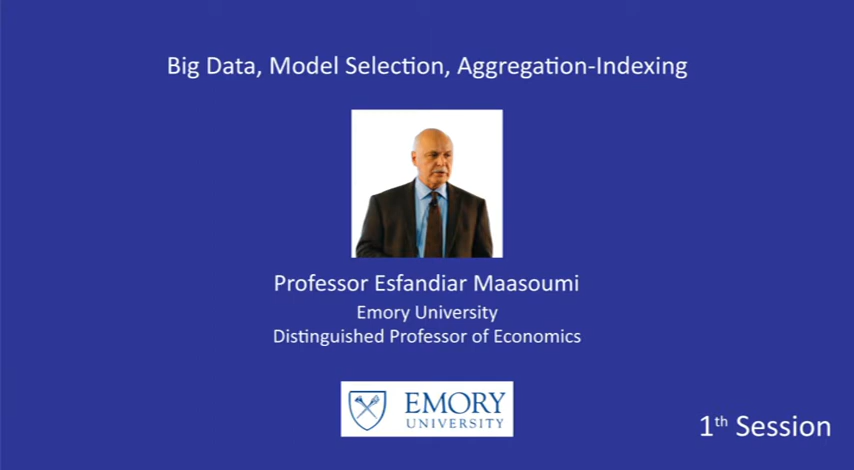 Big Data, Model Selection, Aggregation-Indexing
Professor Esfandiar Maasoumi
Emory University
Distinguished Professor of Economics
EMORY
UNIVERSITY
1th Session